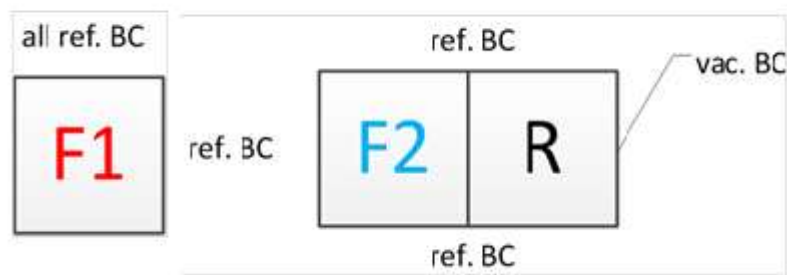 all ref. BC
F1
ref. BC
ref. BC
F2
R
vac. BC
ref. BC